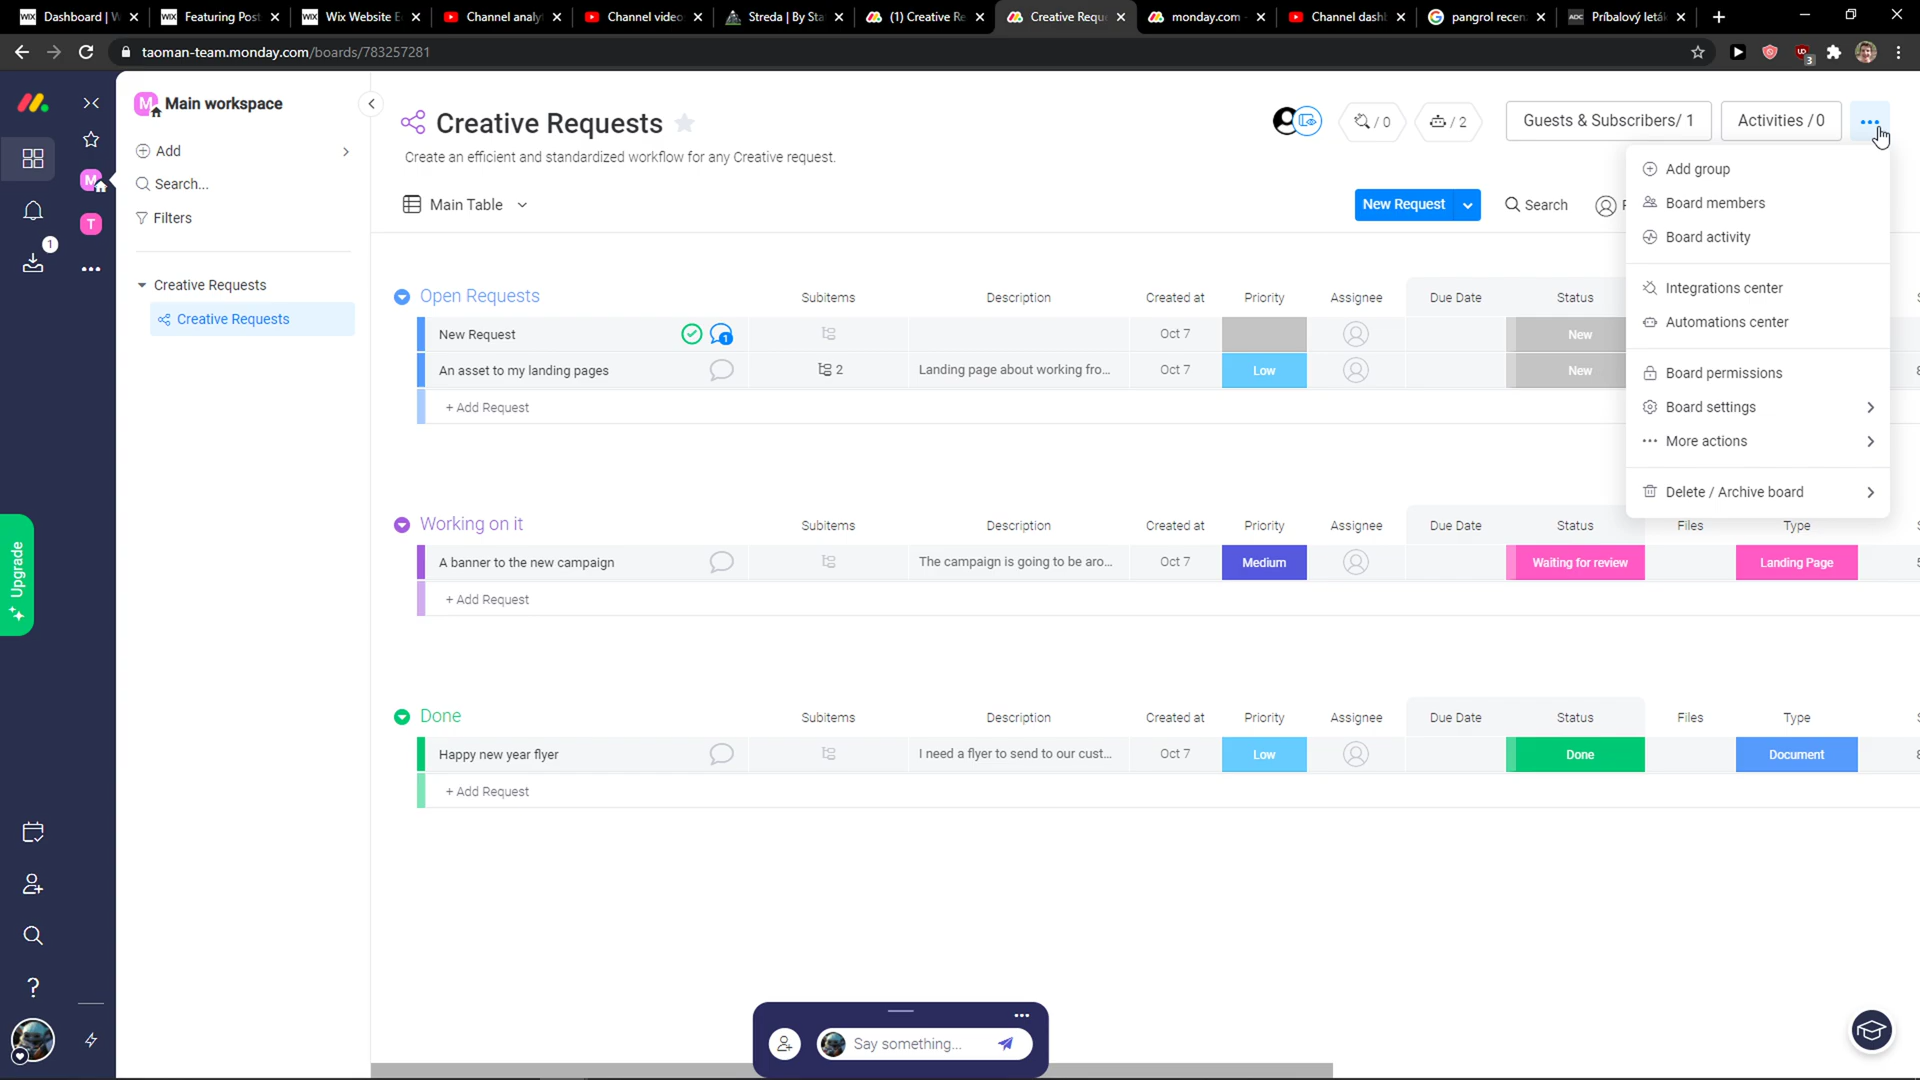 Dashboard | W
Featuring Post
Wix Website E
Channel analy
Channel video
Streda | By Sta
(1) Creative Re
Creative Requ
monday.com
Channel dash
pangrol recen
Príbalový leták
taoman-team.monday.com/boards/783257281
M Main workspace
Add
Search...
Filters
Creative Requests
Creative Requests
M
T
1
Upgrade
Creative Requests
Create an efficient and standardized workflow for any Creative request.
/ 0
/ 2
Guests & Subscribers/ 1
Activities / 0
Main Table
New Request
Search
Add group
Board members
Board activity
Integrations center
Automations center
Board permissions
Board settings
More actions
Delete / Archive board
Open Requests Subitems Description Created at Priority Assignee Due Date Status
New Request 1 Oct 7 New
An asset to my landing pages 2 Landing page about working fro... Oct 7 Low New
+ Add Request
Working on it Subitems Description Created at Priority Assignee Due Date Status Files Type
A banner to the new campaign The campaign is going to be aro... Oct 7 Medium Waiting for review Landing Page
+ Add Request
Done Subitems Description Created at Priority Assignee Due Date Status Files Type
Happy new year flyer I need a flyer to send to our cust... Oct 7 Low Done Document
+ Add Request
Say something...